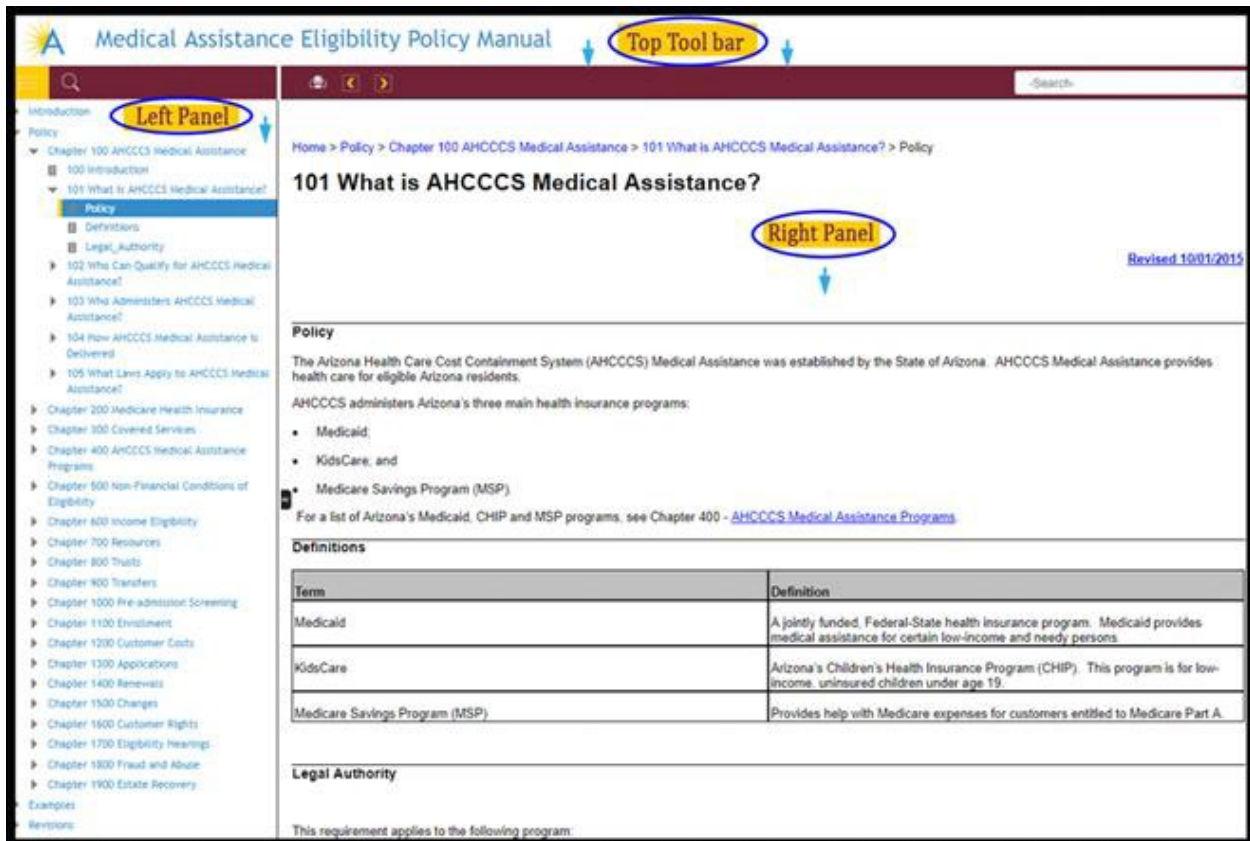 Medical Assistance Eligibility Policy Manual
Top Tool bar
-Search-
Left Panel
Introduction
Policy
Chapter 100 AHCCCS Medical Assistance
100 Introduction
101 What is AHCCCS Medical Assistance?
Policy
Definitions
Legal_Authority
102 Who Can Qualify for AHCCCS Medical
Assistance?
103 Who Administers AHCCCS Medical
Assistance?
104 How AHCCCS Medical Assistance is
Delivered
105 What Laws Apply to AHCCCS Medical
Assistance?
Chapter 200 Medicare Health Insurance
Chapter 300 Covered Services
Chapter 400 AHCCCS Medical Assistance
Programs
Chapter 500 Non-Financial Conditions of
Eligibility
Chapter 600 Income Eligibility
Chapter 700 Resources
Chapter 800 Trusts
Chapter 900 Transfers
Chapter 1000 Pre-admission Screening
Chapter 1100 Enrollment
Chapter 1200 Customer Costs
Chapter 1300 Applications
Chapter 1400 Renewals
Chapter 1500 Changes
Chapter 1600 Customer Rights
Chapter 1700 Eligibility Hearings
Chapter 1800 Fraud and Abuse
Chapter 1900 Estate Recovery
Examples
Revisions
Home > Policy > Chapter 100 AHCCCS Medical Assistance > 101 What is AHCCCS Medical Assistance? > Policy
101 What is AHCCCS Medical Assistance?
Right Panel
Revised 10/01/2015
Policy
The Arizona Health Care Cost Containment System (AHCCCS) Medical Assistance was established by the State of Arizona. AHCCCS Medical Assistance provides
health care for eligible Arizona residents.
AHCCCS administers Arizona's three main health insurance programs:
• Medicaid;
• KidsCare; and
• Medicare Savings Program (MSP).
For a list of Arizona's Medicaid, CHIP and MSP programs, see Chapter 400 - AHCCCS Medical Assistance Programs.
Definitions
Term Definition
Medicaid A jointly funded, Federal-State health insurance program. Medicaid provides
medical assistance for certain low-income and needy persons.
KidsCare Arizona's Children's Health Insurance Program (CHIP). This program is for low-
income, uninsured children under age 19.
Medicare Savings Program (MSP) Provides help with Medicare expenses for customers entitled to Medicare Part A.
Legal Authority
This requirement applies to the following program: